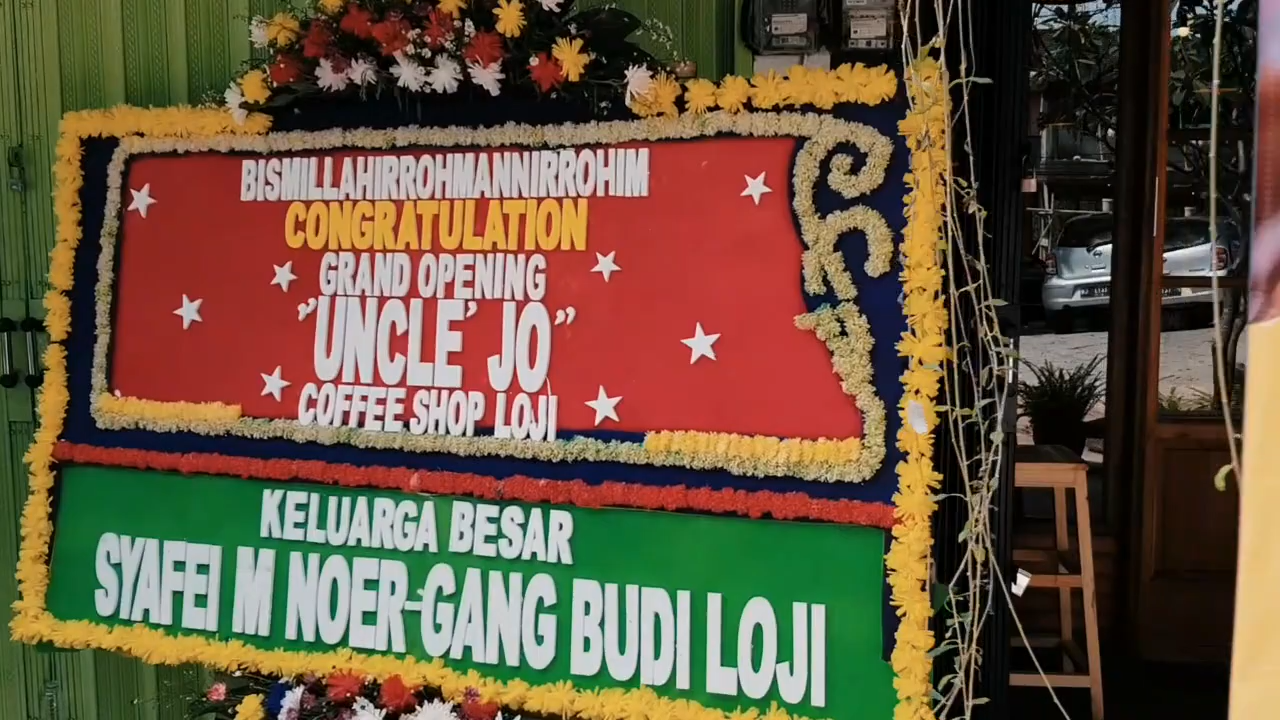 BISMILLAHIRROHMANNIRROHIM
CONGRATULATION
GRAND OPENING
"UNCLE' JO"
COFFEE SHOP LOJI
KELUARGA BESAR
SYAFEI M NOER-GANG BUDI LOJI